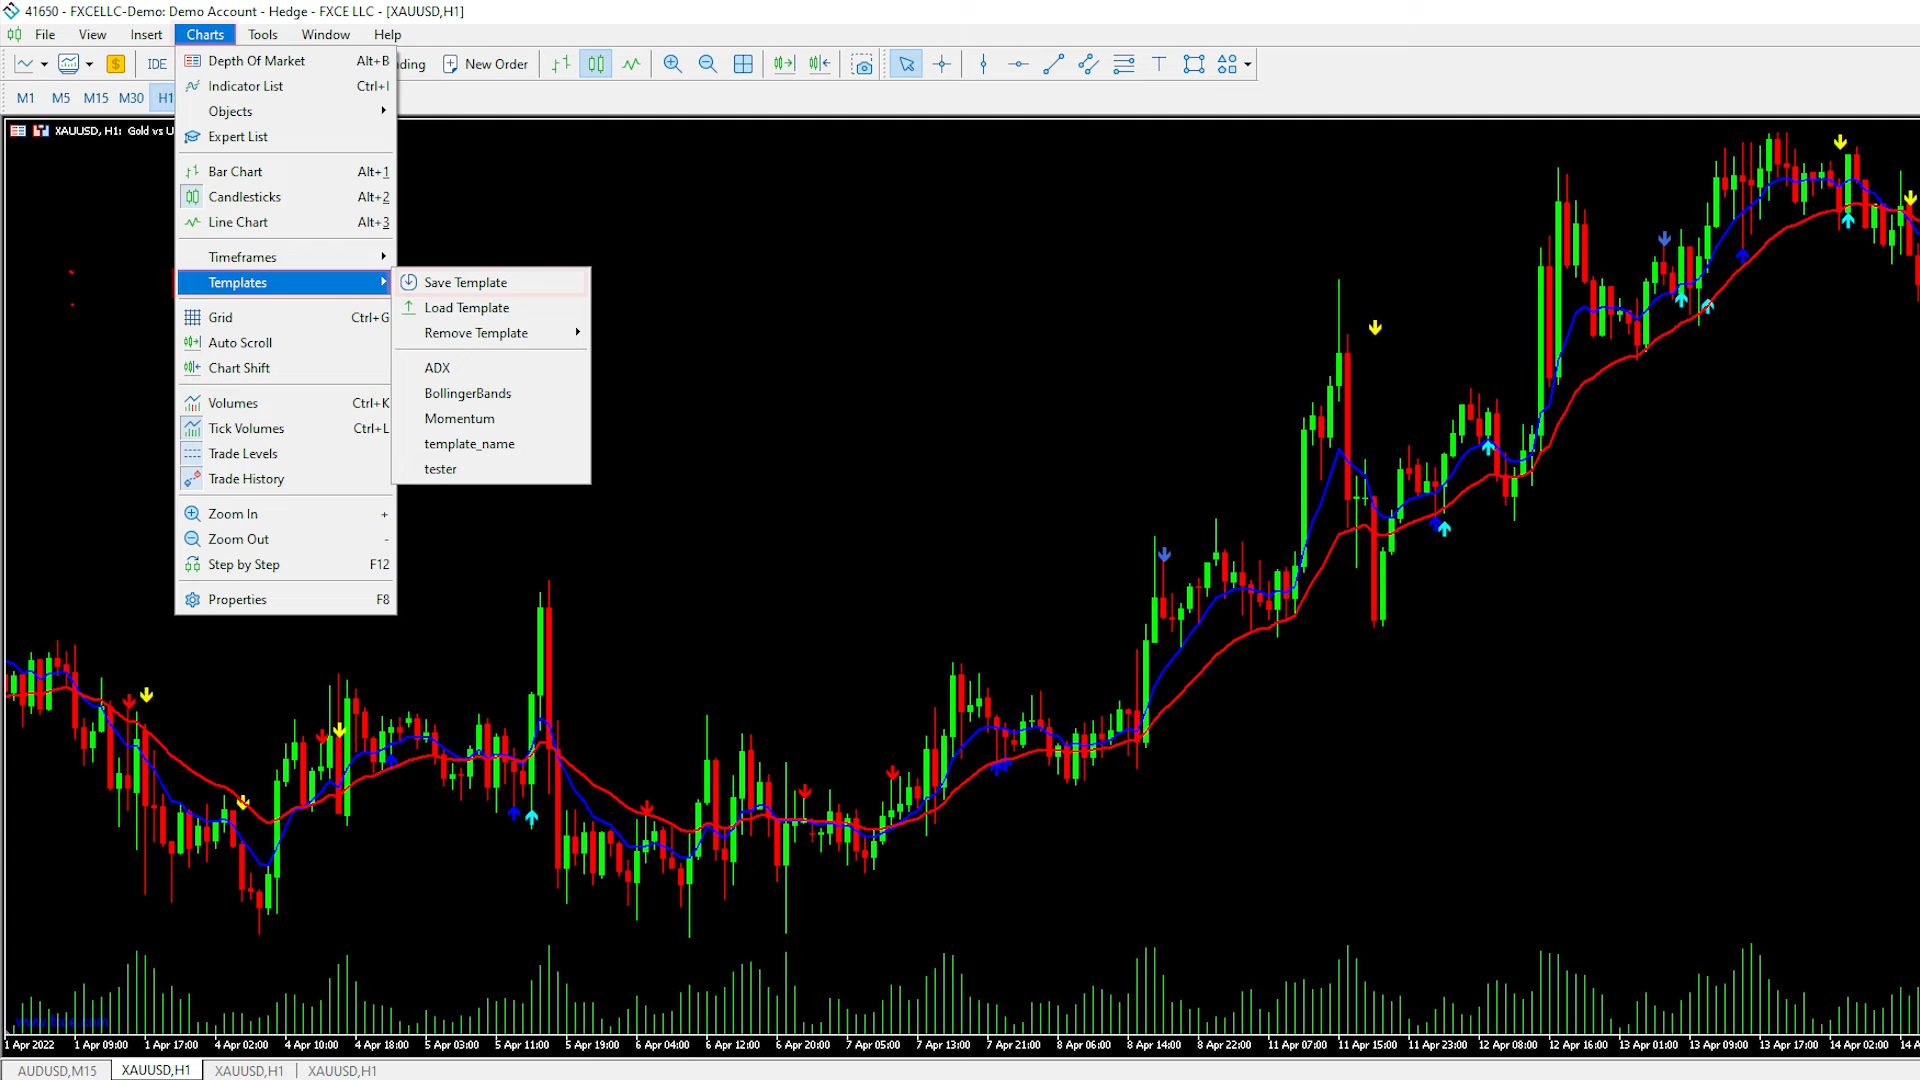 41650 - FXCELLC-Demo: Demo Account - Hedge - FXCE LLC - [XAUUSD,H1]
File View Insert Charts Tools Window Help
IDE ding New Order
M1 M5 M15 M30 H1
XAUUSD, H1: Gold vs U
Depth Of Market Alt+B
Indicator List Ctrl+I
Objects
Expert List
Bar Chart Alt+1
Candlesticks Alt+2
Line Chart Alt+3
Timeframes
Templates
Grid Ctrl+G
Auto Scroll
Chart Shift
Volumes Ctrl+K
Tick Volumes Ctrl+L
Trade Levels
Trade History
Zoom In +
Zoom Out -
Step by Step F12
Properties F8
Save Template
Load Template
Remove Template
ADX
BollingerBands
Momentum
template_name
tester
1 Apr 2022 1 Apr 09:00 1 Apr 17:00 4 Apr 02:00 4 Apr 10:00 4 Apr 18:00 5 Apr 03:00 5 Apr 11:00 5 Apr 19:00 6 Apr 04:00 6 Apr 12:00 6 Apr 20:00 7 Apr 05:00 7 Apr 13:00 7 Apr 21:00 8 Apr 06:00 8 Apr 14:00 8 Apr 22:00 11 Apr 07:00 11 Apr 15:00 11 Apr 23:00 12 Apr 08:00 12 Apr 16:00 13 Apr 01:00 13 Apr 09:00 13 Apr 17:00 14 Apr 02:00 14 A
AUDUSD,M15 XAUUSD,H1 XAUUSD,H1 XAUUSD,H1